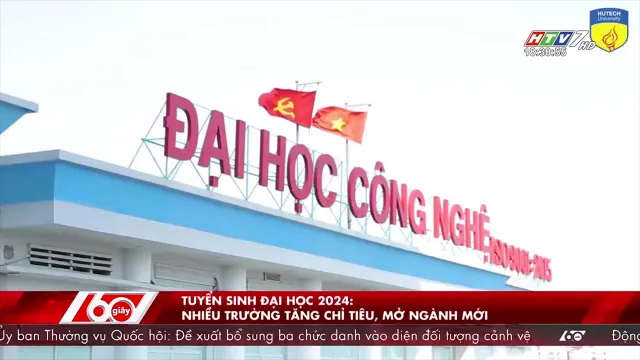 HUTECH
University
HTV7 HD
18:30:55
ĐẠI HỌC CÔNG NGHỆ
ISO 9001:2015
60 giây
TUYỂN SINH ĐẠI HỌC 2024:
NHIỀU TRƯỜNG TĂNG CHỈ TIÊU, MỞ NGÀNH MỚI
Ủy ban Thường vụ Quốc hội: Đề xuất bổ sung ba chức danh vào diện đối tượng cảnh vệ 60 Động